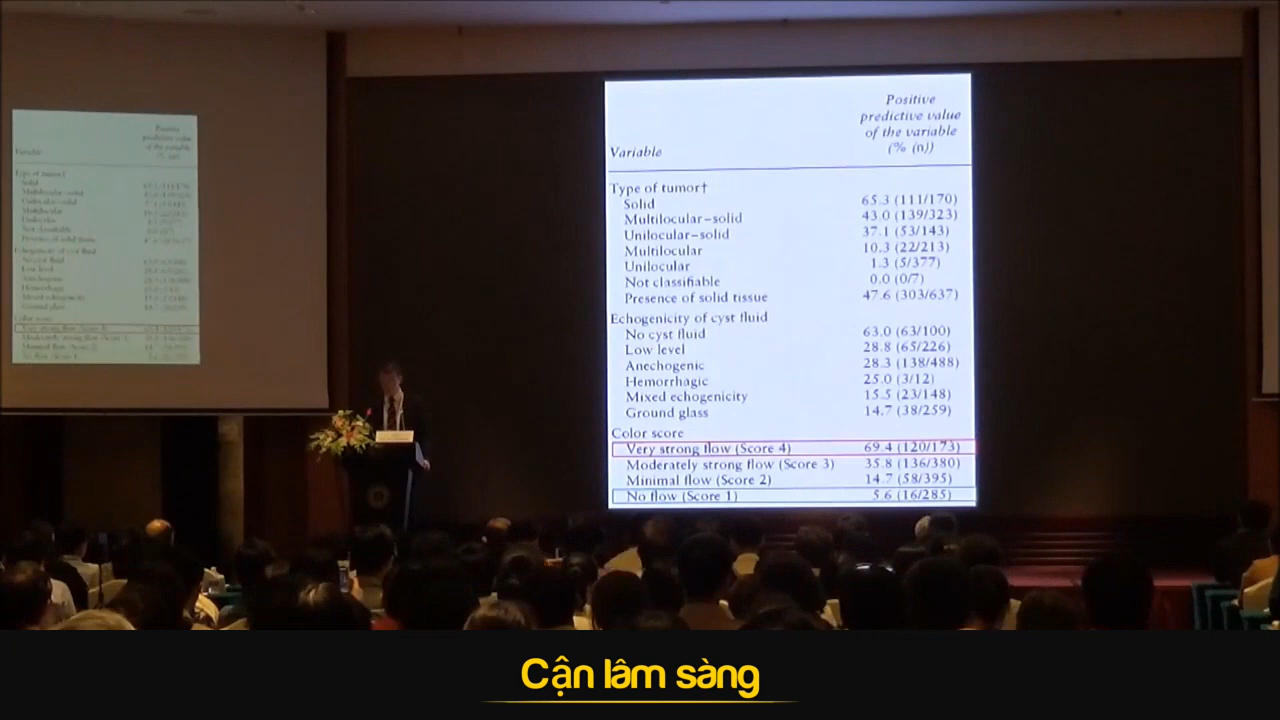 Variable
Positive
predictive value
of the variable
(% (n))
Type of tumor†
Solid 65.3 (111/170)
Multilocular–solid 43.0 (139/323)
Unilocular–solid 37.1 (53/143)
Multilocular 10.3 (22/213)
Unilocular 1.3 (5/377)
Not classifiable 0.0 (0/7)
Presence of solid tissue 47.6 (303/637)
Echogenicity of cyst fluid
No cyst fluid 63.0 (63/100)
Low level 28.8 (65/226)
Anechogenic 28.3 (138/488)
Hemorrhagic 25.0 (3/12)
Mixed echogenicity 15.5 (23/148)
Ground glass 14.7 (38/259)
Color score
Very strong flow (Score 4) 69.4 (120/173)
Moderately strong flow (Score 3) 35.8 (136/380)
Minimal flow (Score 2) 14.7 (58/395)
No flow (Score 1) 5.6 (16/285)
Cận lâm sàng